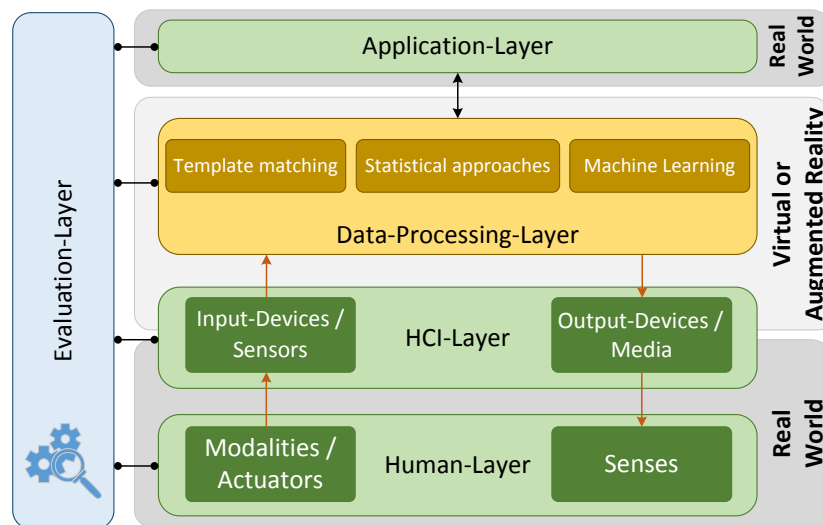 Application-Layer
Real
World
Template matching
Statistical approaches
Machine Learning
Data-Processing-Layer
Virtual or
Augmented Reality
Evaluation-Layer
Input-Devices /
Sensors
HCI-Layer
Output-Devices /
Media
Modalities /
Actuators
Human-Layer
Senses
Real
World